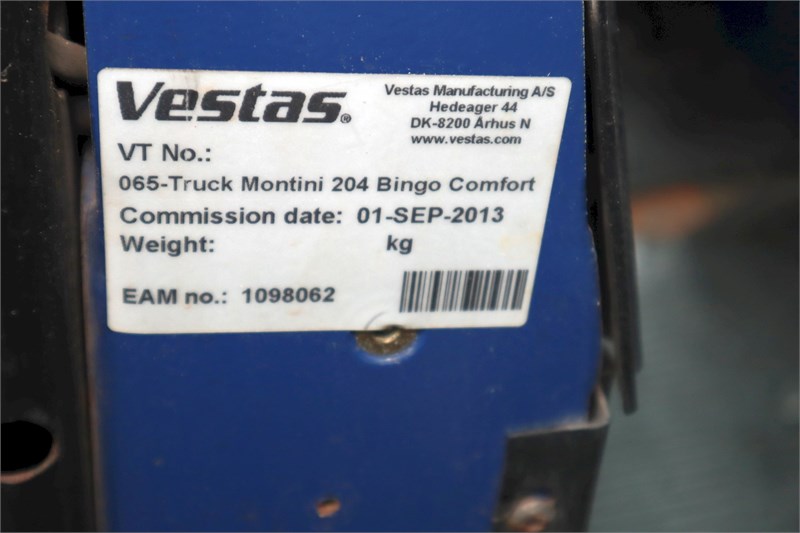 Vestas®
Vestas Manufacturing A/S
Hedeager 44
DK-8200 Århus N
www.vestas.com
VT No.:
065-Truck Montini 204 Bingo Comfort
Commission date: 01-SEP-2013
Weight: kg
EAM no.: 1098062